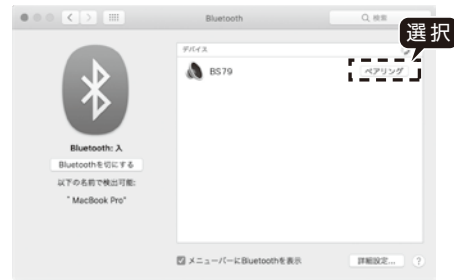 Bluetooth
検索
選択
デバイス
BS79
ペアリング
Bluetooth: 入
Bluetoothを切にする
以下の名前で検出可能:
"MacBook Pro"
メニューバーにBluetoothを表示
詳細設定...
?